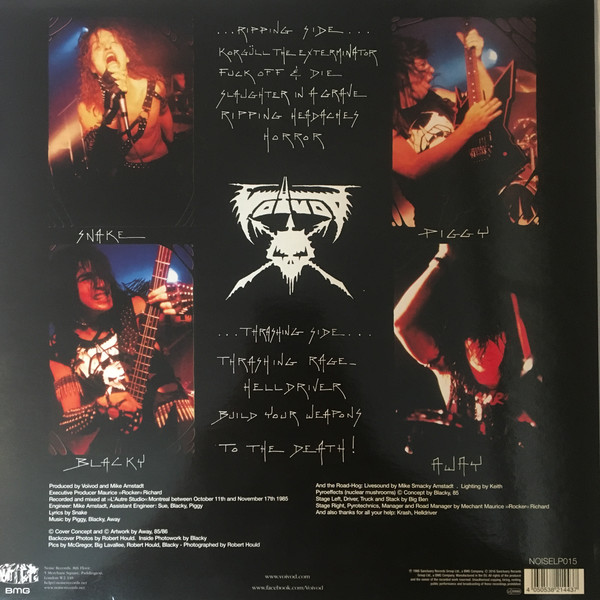 ...RIPPING SIDE...
KORGÜLL THE EXTERMINATOR
FUCK OFF & DIE
SLAUGHTER IN A GRAVE
RIPPING HEADACHES
HORROR
VOIVOD
SNAKE
PIGGY
...THRASHING SIDE...
THRASHING RAGE-
HELLDRIVER
BUILD YOUR WEAPONS
TO THE DEATH!
BLACKY
AWAY
Produced by Voivod and Mike Amstadt
Executive Producer Maurice »Rocker« Richard
Recorded and mixed at »L'Autre Studio« Montreal between October 11th and November 17th 1985
Engineer: Mike Amstadt, Assistant Engineer: Sue, Blacky, Piggy
Lyrics by Snake
Music by Piggy, Blacky, Away
© Cover Concept and © Artwork by Away, 85/86
Backcover Photos by Robert Hould. Inside Photowork by Blacky
Pics by McGregor, Big Lavallee, Robert Hould, Blacky - Photographed by Robert Hould
And the Road-Hog: Livesound by Mike Smacky Amstadt . Lighting by Keith
Pyroeffects (nuclear mushrooms) © Concept by Blacky, 85
Stage Left, Driver, Truck and Stack by Big Ben
Stage Right, Pyrotechnics, Manager and Road Manager by Mechant Maurice »Rocker« Richard
And also thanks for all your help: Krash, Helldriver
BMG
www.voivod.com
www.facebook.com/Voivod
NOISELP015
4 050538 214437